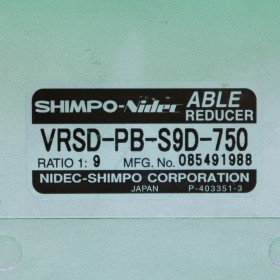 SHIMPO-Nidec ABLE
REDUCER
VRSD-PB-S9D-750
RATIO 1: 9 MFG. No. 085491988
NIDEC-SHIMPO CORPORATION
JAPAN P-403351-3